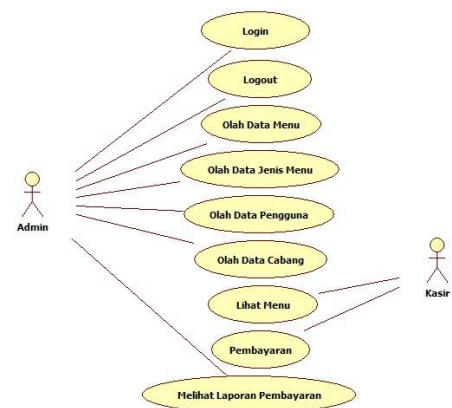 Login
Logout
Olah Data Menu
Olah Data Jenis Menu
Olah Data Pengguna
Admin
Olah Data Cabang
Lihat Menu
Kasir
Pembayaran
Melihat Laporan Pembayaran